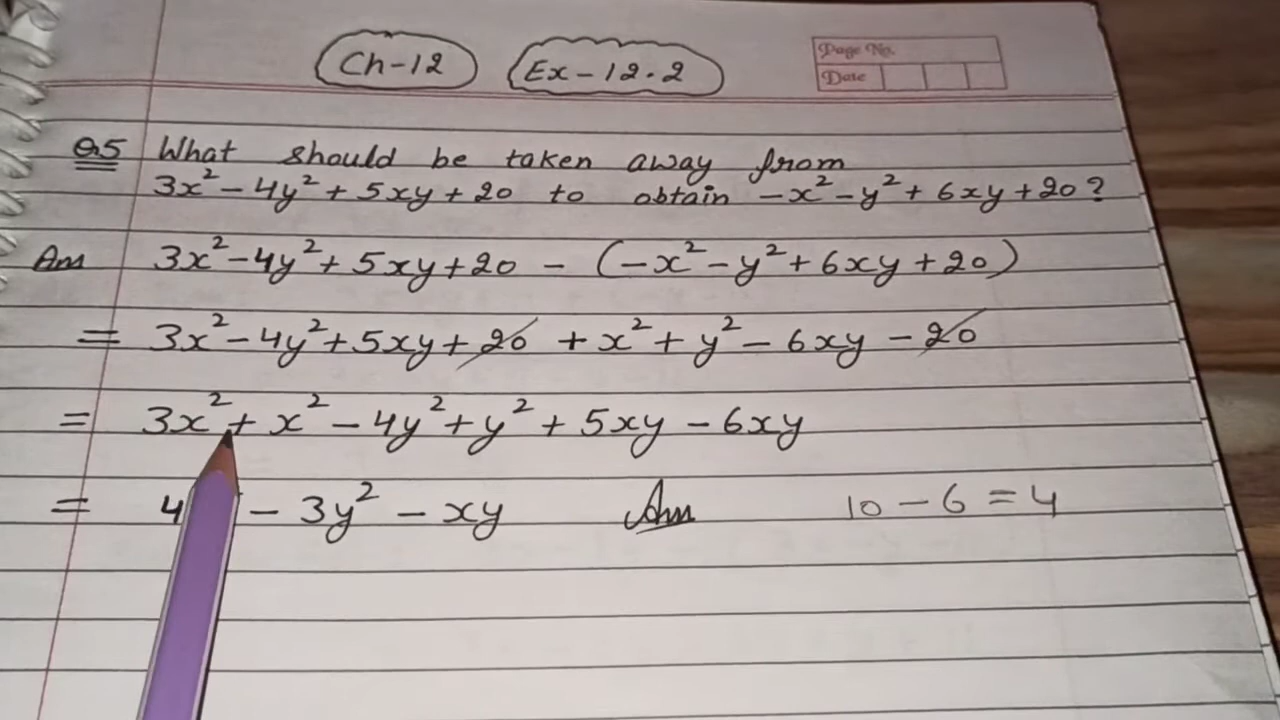 Ch-12 Ex-12.2 Page No.
Date
Q5 What should be taken away from
3x² - 4y² + 5xy + 20 to obtain -x² - y² + 6xy + 20?
Ans 3x² - 4y² + 5xy + 20 - (-x² - y² + 6xy + 20)
= 3x² - 4y² + 5xy + 20 + x² + y² - 6xy - 20
= 3x² + x² - 4y² + y² + 5xy - 6xy
= 4 - 3y² - xy Ans 10 - 6 = 4